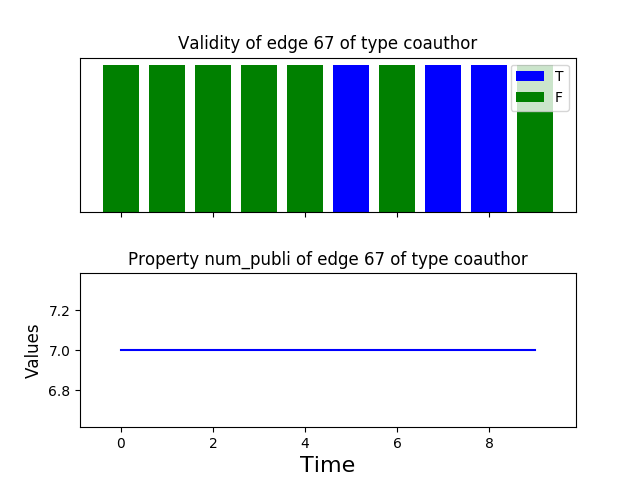 Validity of edge 67 of type coauthor
T
F
Property num_publi of edge 67 of type coauthor
Values
7.2
7.0
6.8
0 2 4 6 8
Time